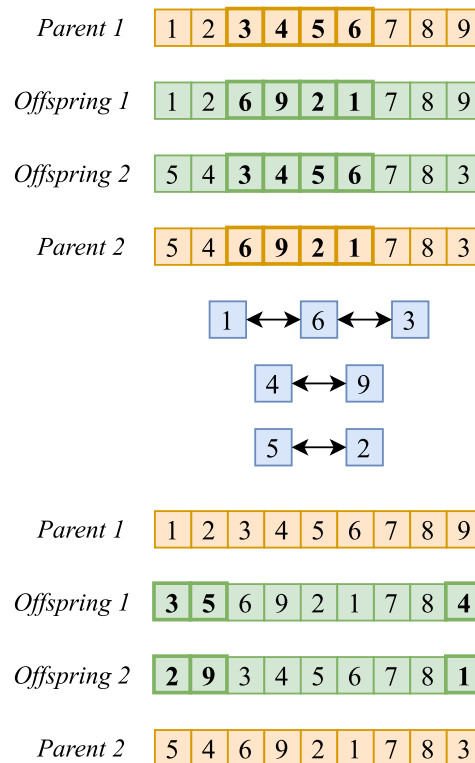 Parent 1 1 2 3 4 5 6 7 8 9
Offspring 1 1 2 6 9 2 1 7 8 9
Offspring 2 5 4 3 4 5 6 7 8 3
Parent 2 5 4 6 9 2 1 7 8 3
1 6 3
4 9
5 2
Parent 1 1 2 3 4 5 6 7 8 9
Offspring 1 3 5 6 9 2 1 7 8 4
Offspring 2 2 9 3 4 5 6 7 8 1
Parent 2 5 4 6 9 2 1 7 8 3